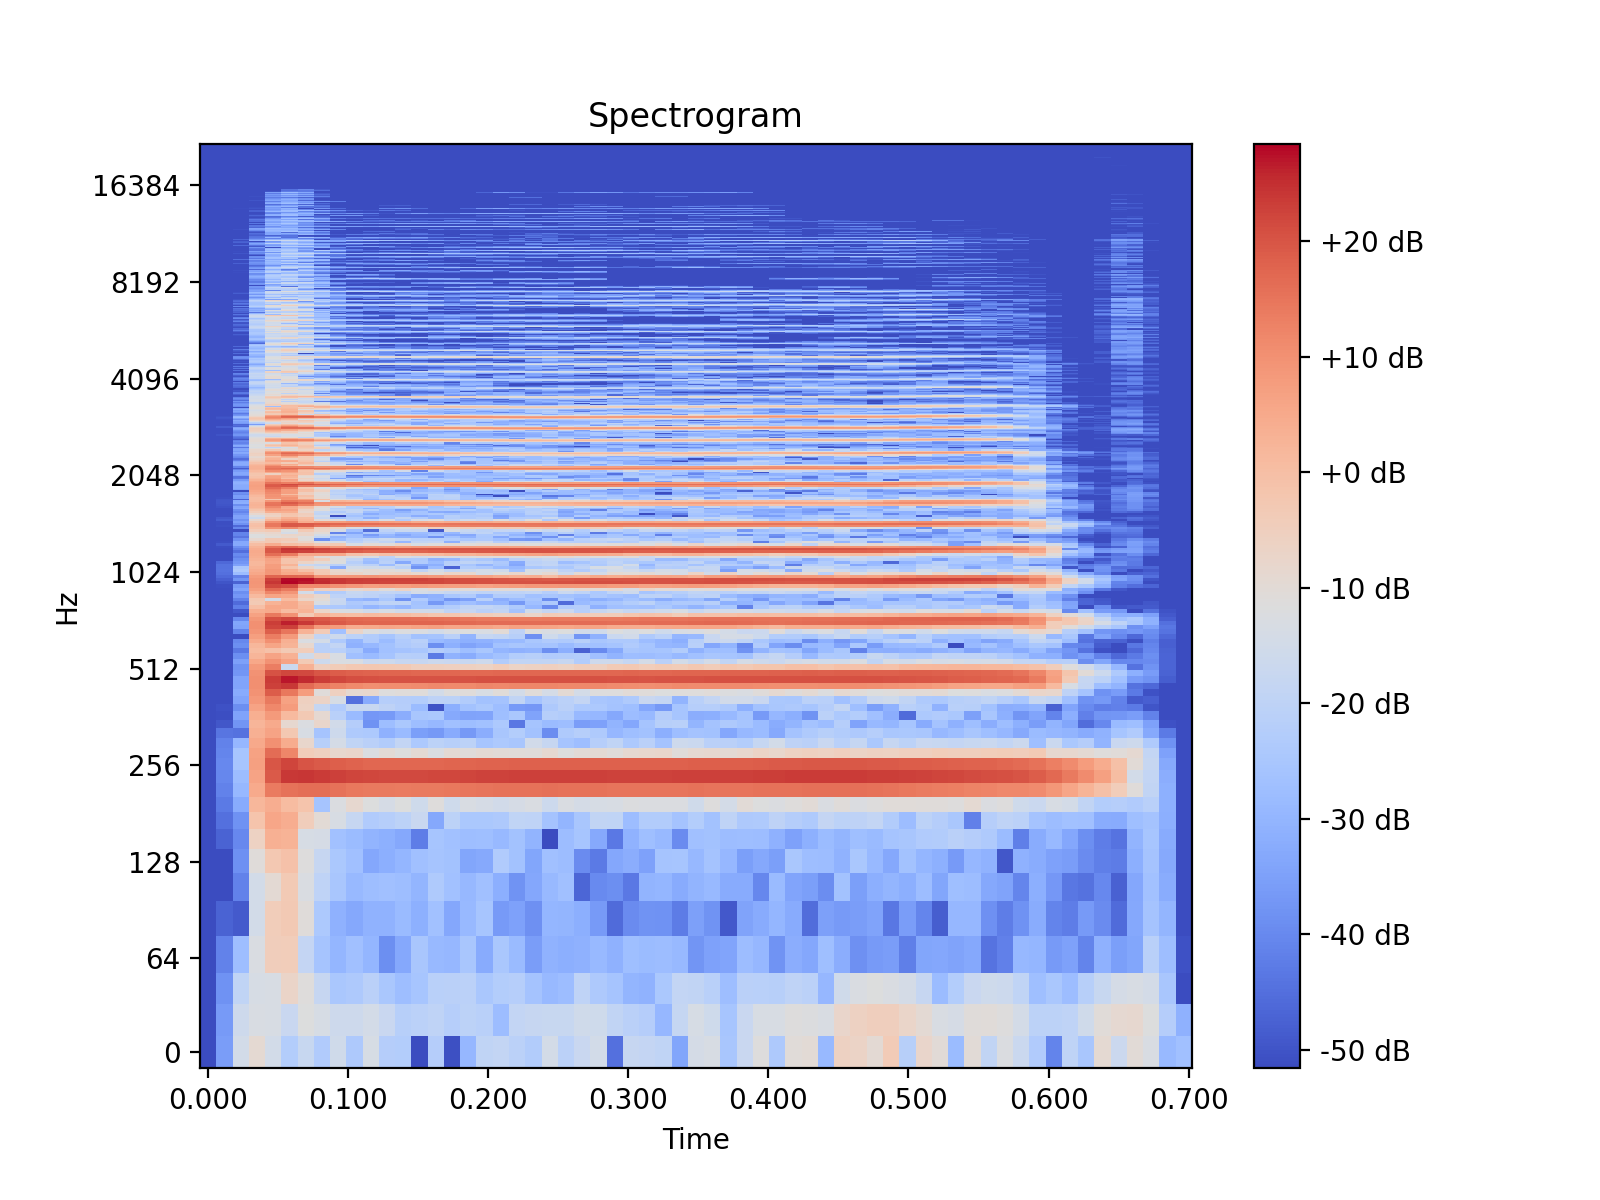 Spectrogram
Hz
16384
8192
4096
2048
1024
512
256
128
64
0
0.000 0.100 0.200 0.300 0.400 0.500 0.600 0.700
Time
+20 dB
+10 dB
+0 dB
-10 dB
-20 dB
-30 dB
-40 dB
-50 dB